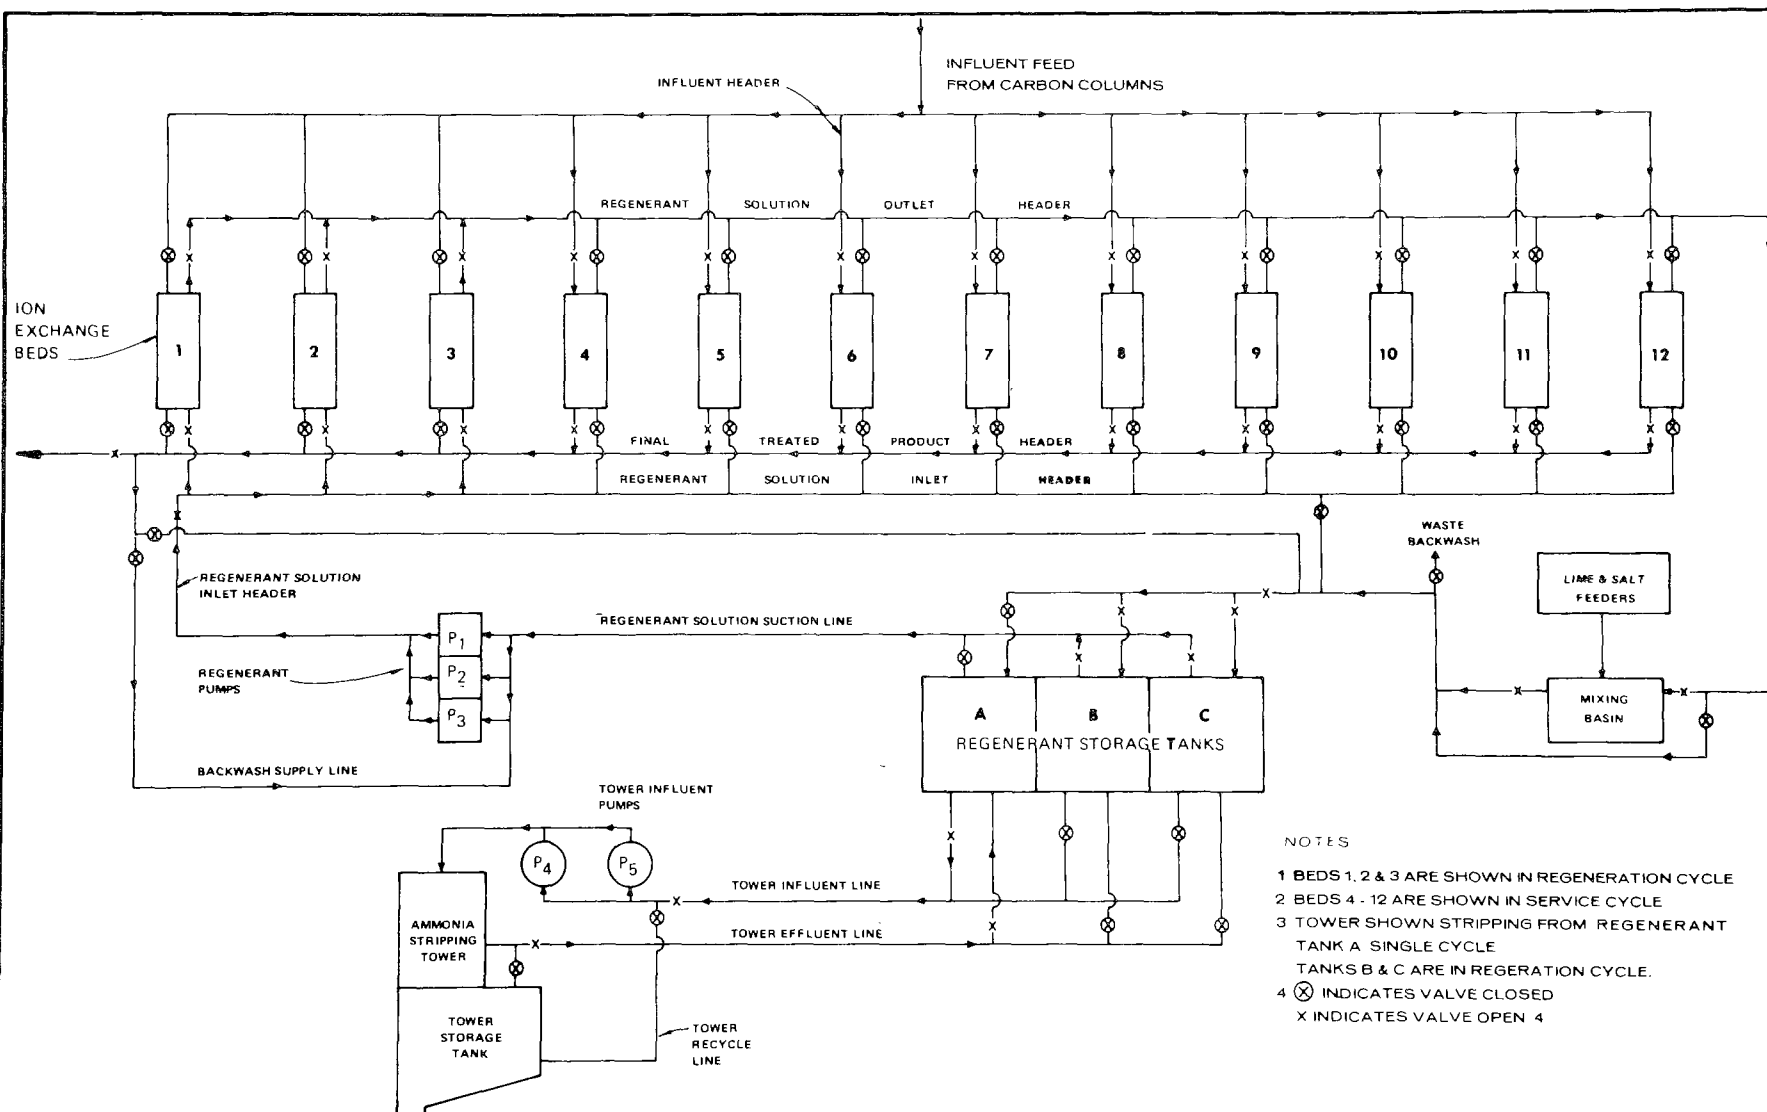 INFLUENT FEED
FROM CARBON COLUMNS
INFLUENT HEADER
REGENERANT SOLUTION OUTLET HEADER
ION
EXCHANGE
BEDS
1 2 3 4 5 6 7 8 9 10 11 12
FINAL TREATED PRODUCT HEADER
REGENERANT SOLUTION INLET HEADER
WASTE
BACKWASH
REGENERANT SOLUTION
INLET HEADER
LIME & SALT
FEEDERS
REGENERANT SOLUTION SUCTION LINE
P1
P2
P3
REGENERANT
PUMPS
MIXING
BASIN
A B C
REGENERANT STORAGE TANKS
BACKWASH SUPPLY LINE
TOWER INFLUENT
PUMPS
P4 P5
TOWER INFLUENT LINE
TOWER EFFLUENT LINE
AMMONIA
STRIPPING
TOWER
TOWER
STORAGE
TANK
TOWER
RECYCLE
LINE
NOTES
1 BEDS 1, 2 & 3 ARE SHOWN IN REGENERATION CYCLE
2 BEDS 4 - 12 ARE SHOWN IN SERVICE CYCLE
3 TOWER SHOWN STRIPPING FROM REGENERANT
TANK A SINGLE CYCLE
TANKS B & C ARE IN REGERATION CYCLE.
4 ⊗ INDICATES VALVE CLOSED
X INDICATES VALVE OPEN 4